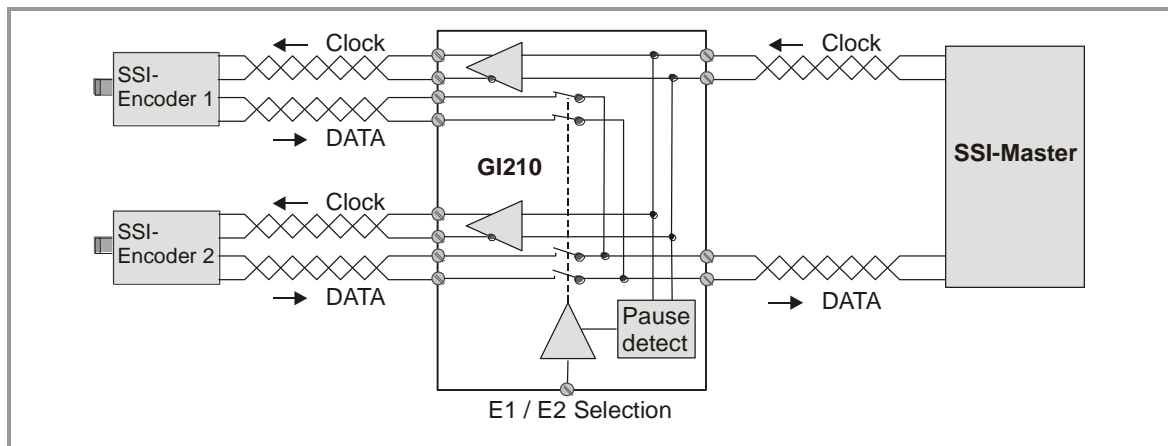 Clock
SSI-
Encoder 1
DATA
Clock
SSI-
Encoder 2
DATA
GI210
Pause
detect
E1 / E2 Selection
Clock
SSI-Master
DATA